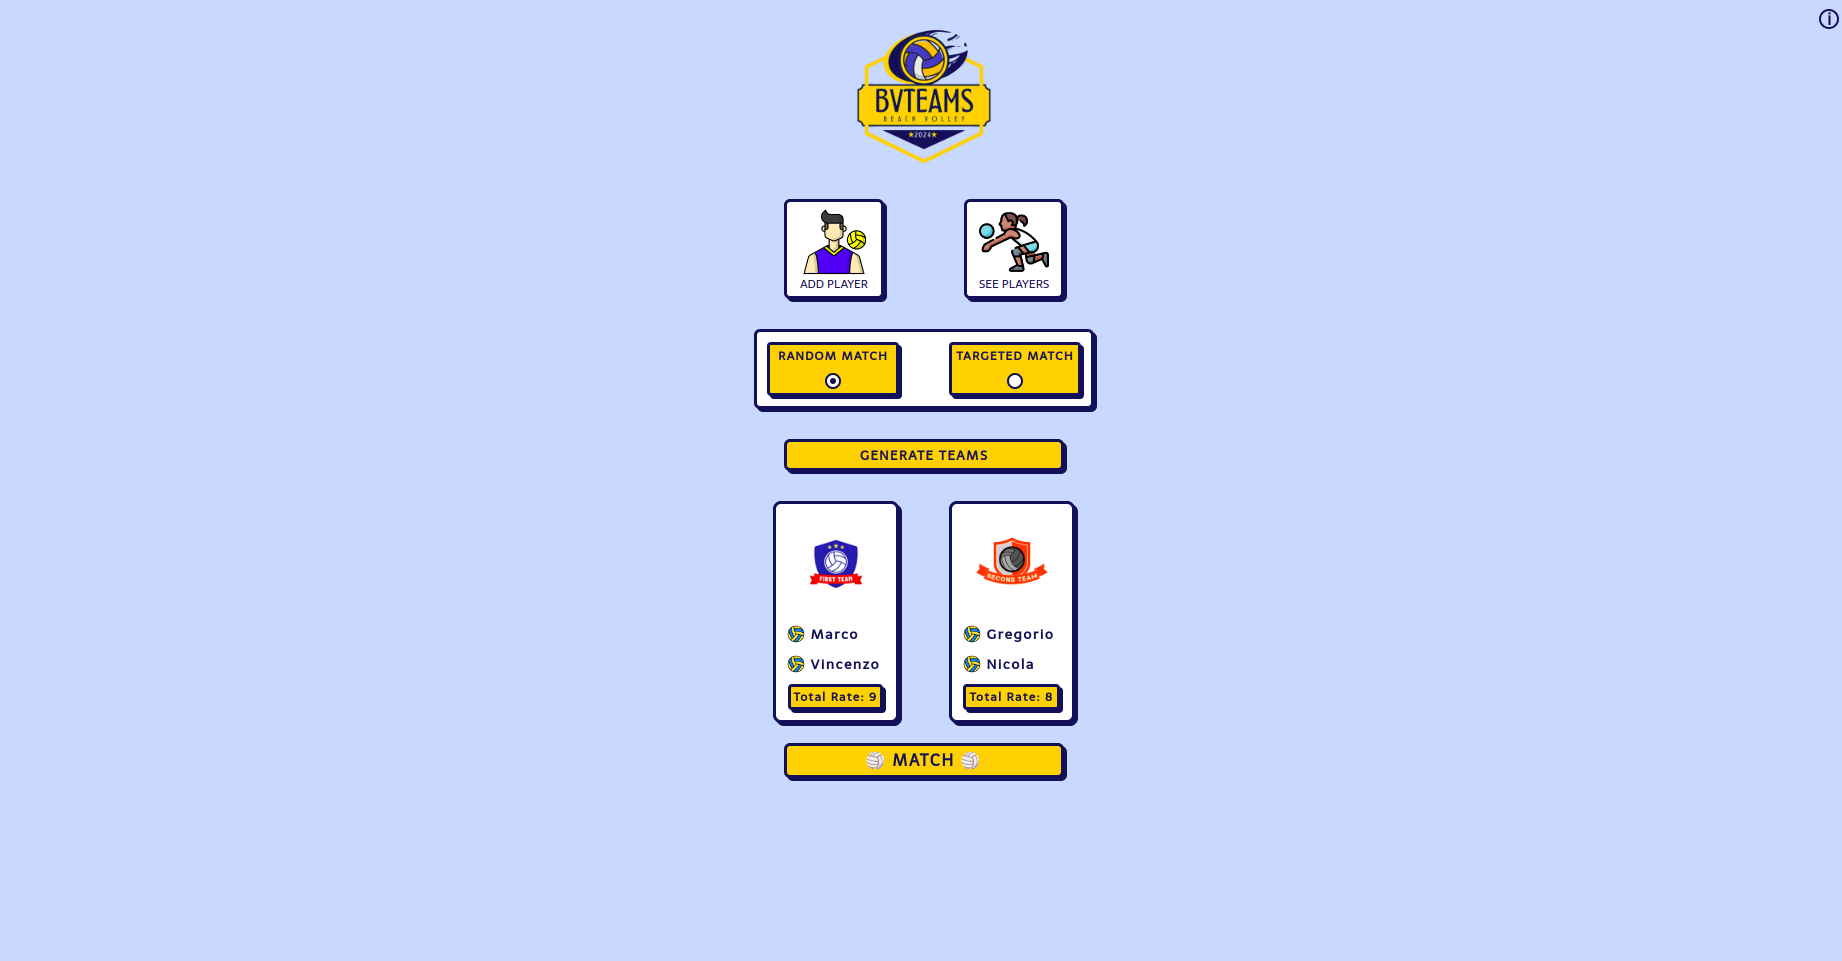 BVTEAMS
BEACH VOLLEY
★2024★
ADD PLAYER
SEE PLAYERS
RANDOM MATCH
TARGETED MATCH
GENERATE TEAMS
FIRST TEAM
SECOND TEAM
Marco
Vincenzo
Total Rate: 9
Gregorio
Nicola
Total Rate: 8
MATCH